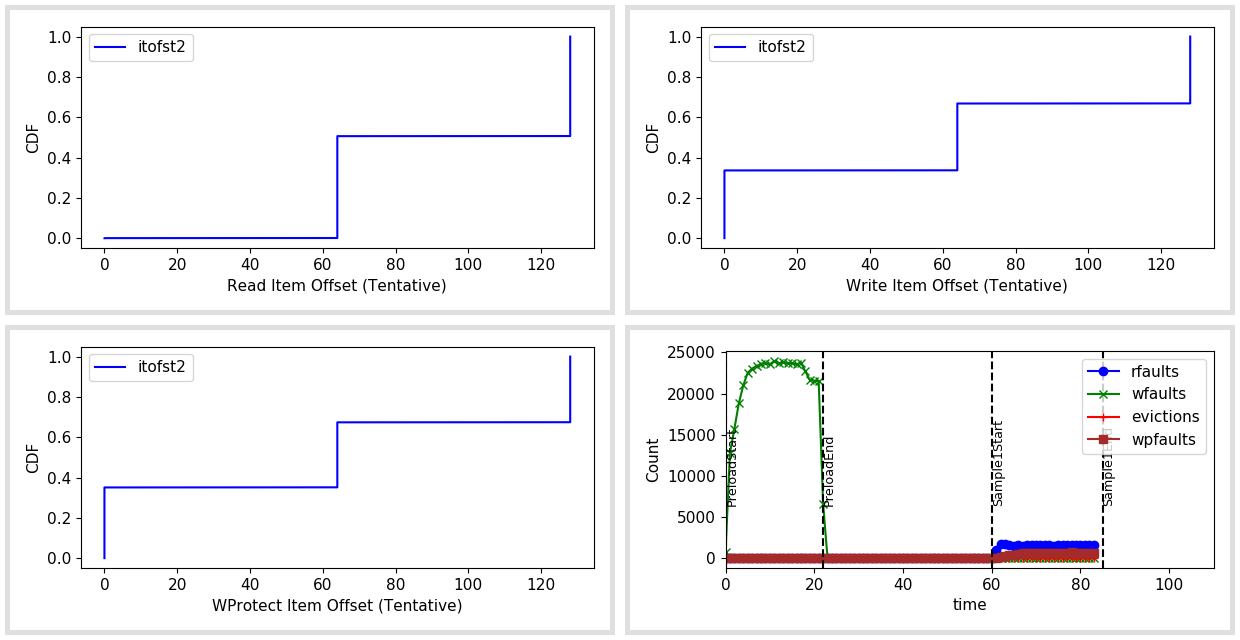 1.0
0.8
0.6
0.4
0.2
0.0
CDF
itofst2
0 20 40 60 80 100 120
Read Item Offset (Tentative)
1.0
0.8
0.6
0.4
0.2
0.0
CDF
itofst2
0 20 40 60 80 100 120
Write Item Offset (Tentative)
1.0
0.8
0.6
0.4
0.2
0.0
CDF
itofst2
0 20 40 60 80 100 120
WProtect Item Offset (Tentative)
25000
20000
15000
10000
5000
0
Count
PreloadStart
PreloadEnd
Sample1Start
Sample1End
rfaults
wfaults
evictions
wpfaults
0 20 40 60 80 100
time